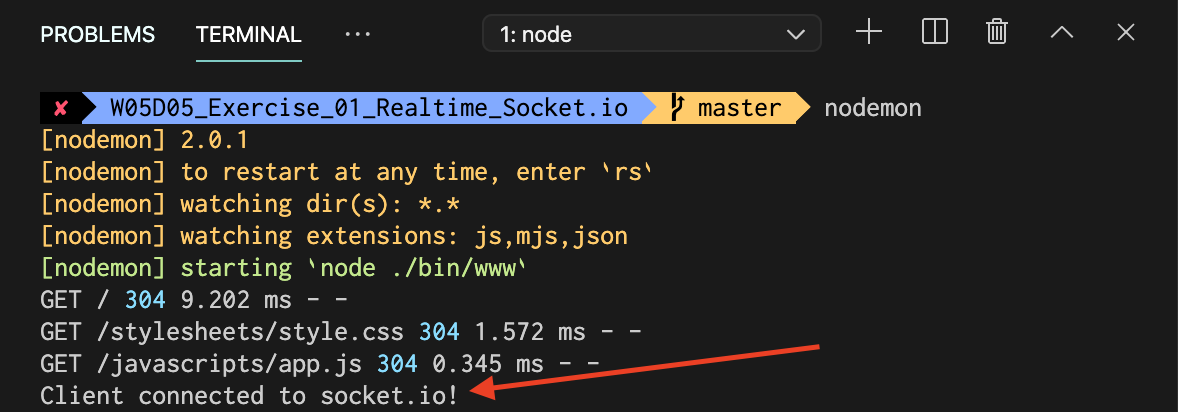 PROBLEMS TERMINAL ··· 1: node
✘ W05D05_Exercise_01_Realtime_Socket.io master nodemon
[nodemon] 2.0.1
[nodemon] to restart at any time, enter `rs`
[nodemon] watching dir(s): *.*
[nodemon] watching extensions: js,mjs,json
[nodemon] starting `node ./bin/www`
GET / 304 9.202 ms - -
GET /stylesheets/style.css 304 1.572 ms - -
GET /javascripts/app.js 304 0.345 ms - -
Client connected to socket.io!